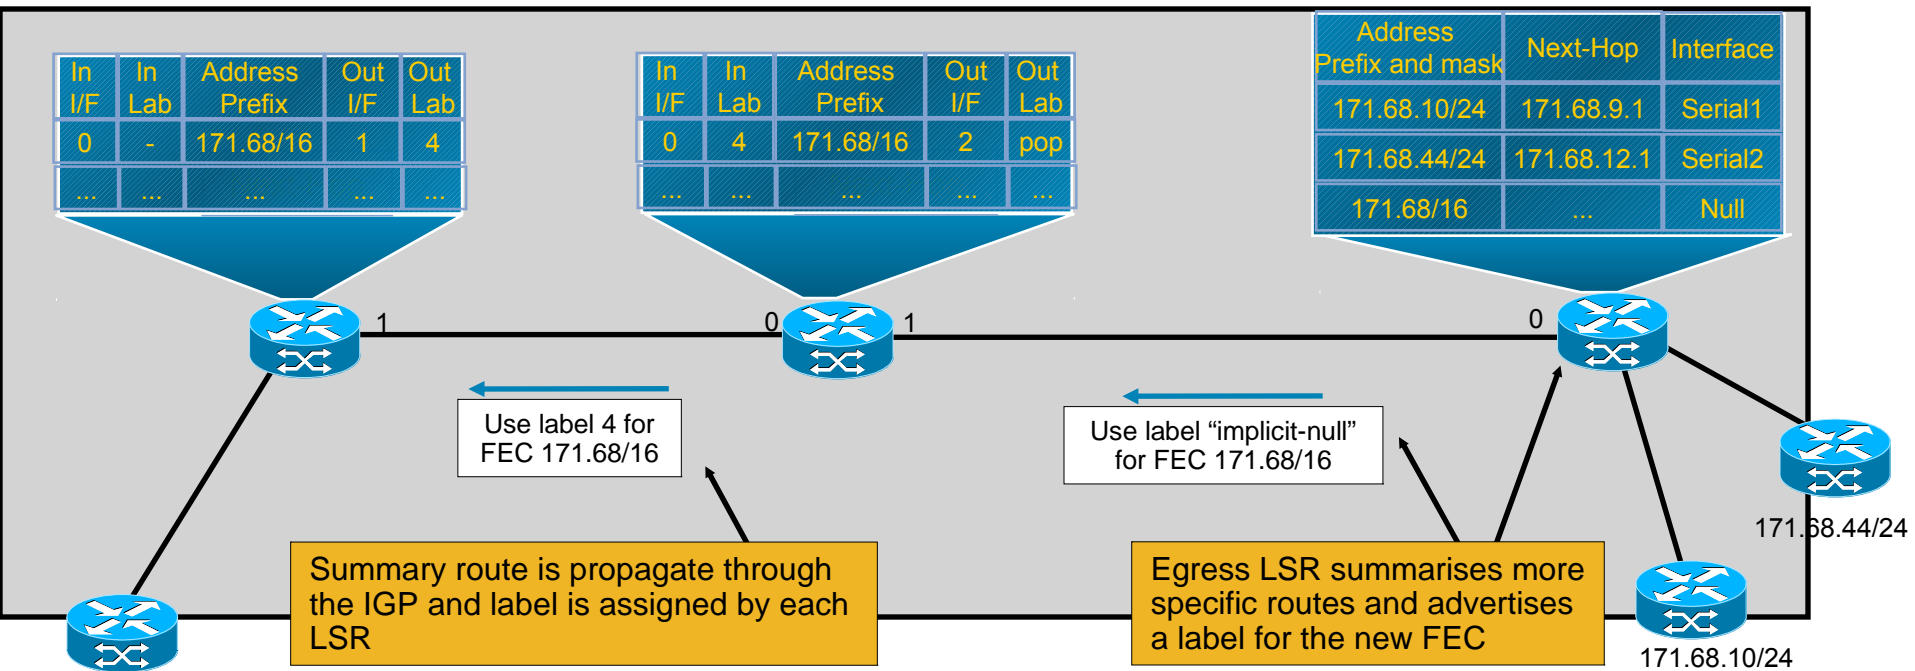 In I/F In Lab Address Prefix Out I/F Out Lab
0 - 171.68/16 1 4
... ... ... ... ...
In I/F In Lab Address Prefix Out I/F Out Lab
0 4 171.68/16 2 pop
... ... ... ... ...
Address Prefix and mask Next-Hop Interface
171.68.10/24 171.68.9.1 Serial1
171.68.44/24 171.68.12.1 Serial2
171.68/16 ... Null
1
0
1
0
Use label 4 for
FEC 171.68/16
Use label “implicit-null”
for FEC 171.68/16
171.68.44/24
Summary route is propagate through
the IGP and label is assigned by each
LSR
Egress LSR summarises more
specific routes and advertises
a label for the new FEC
171.68.10/24